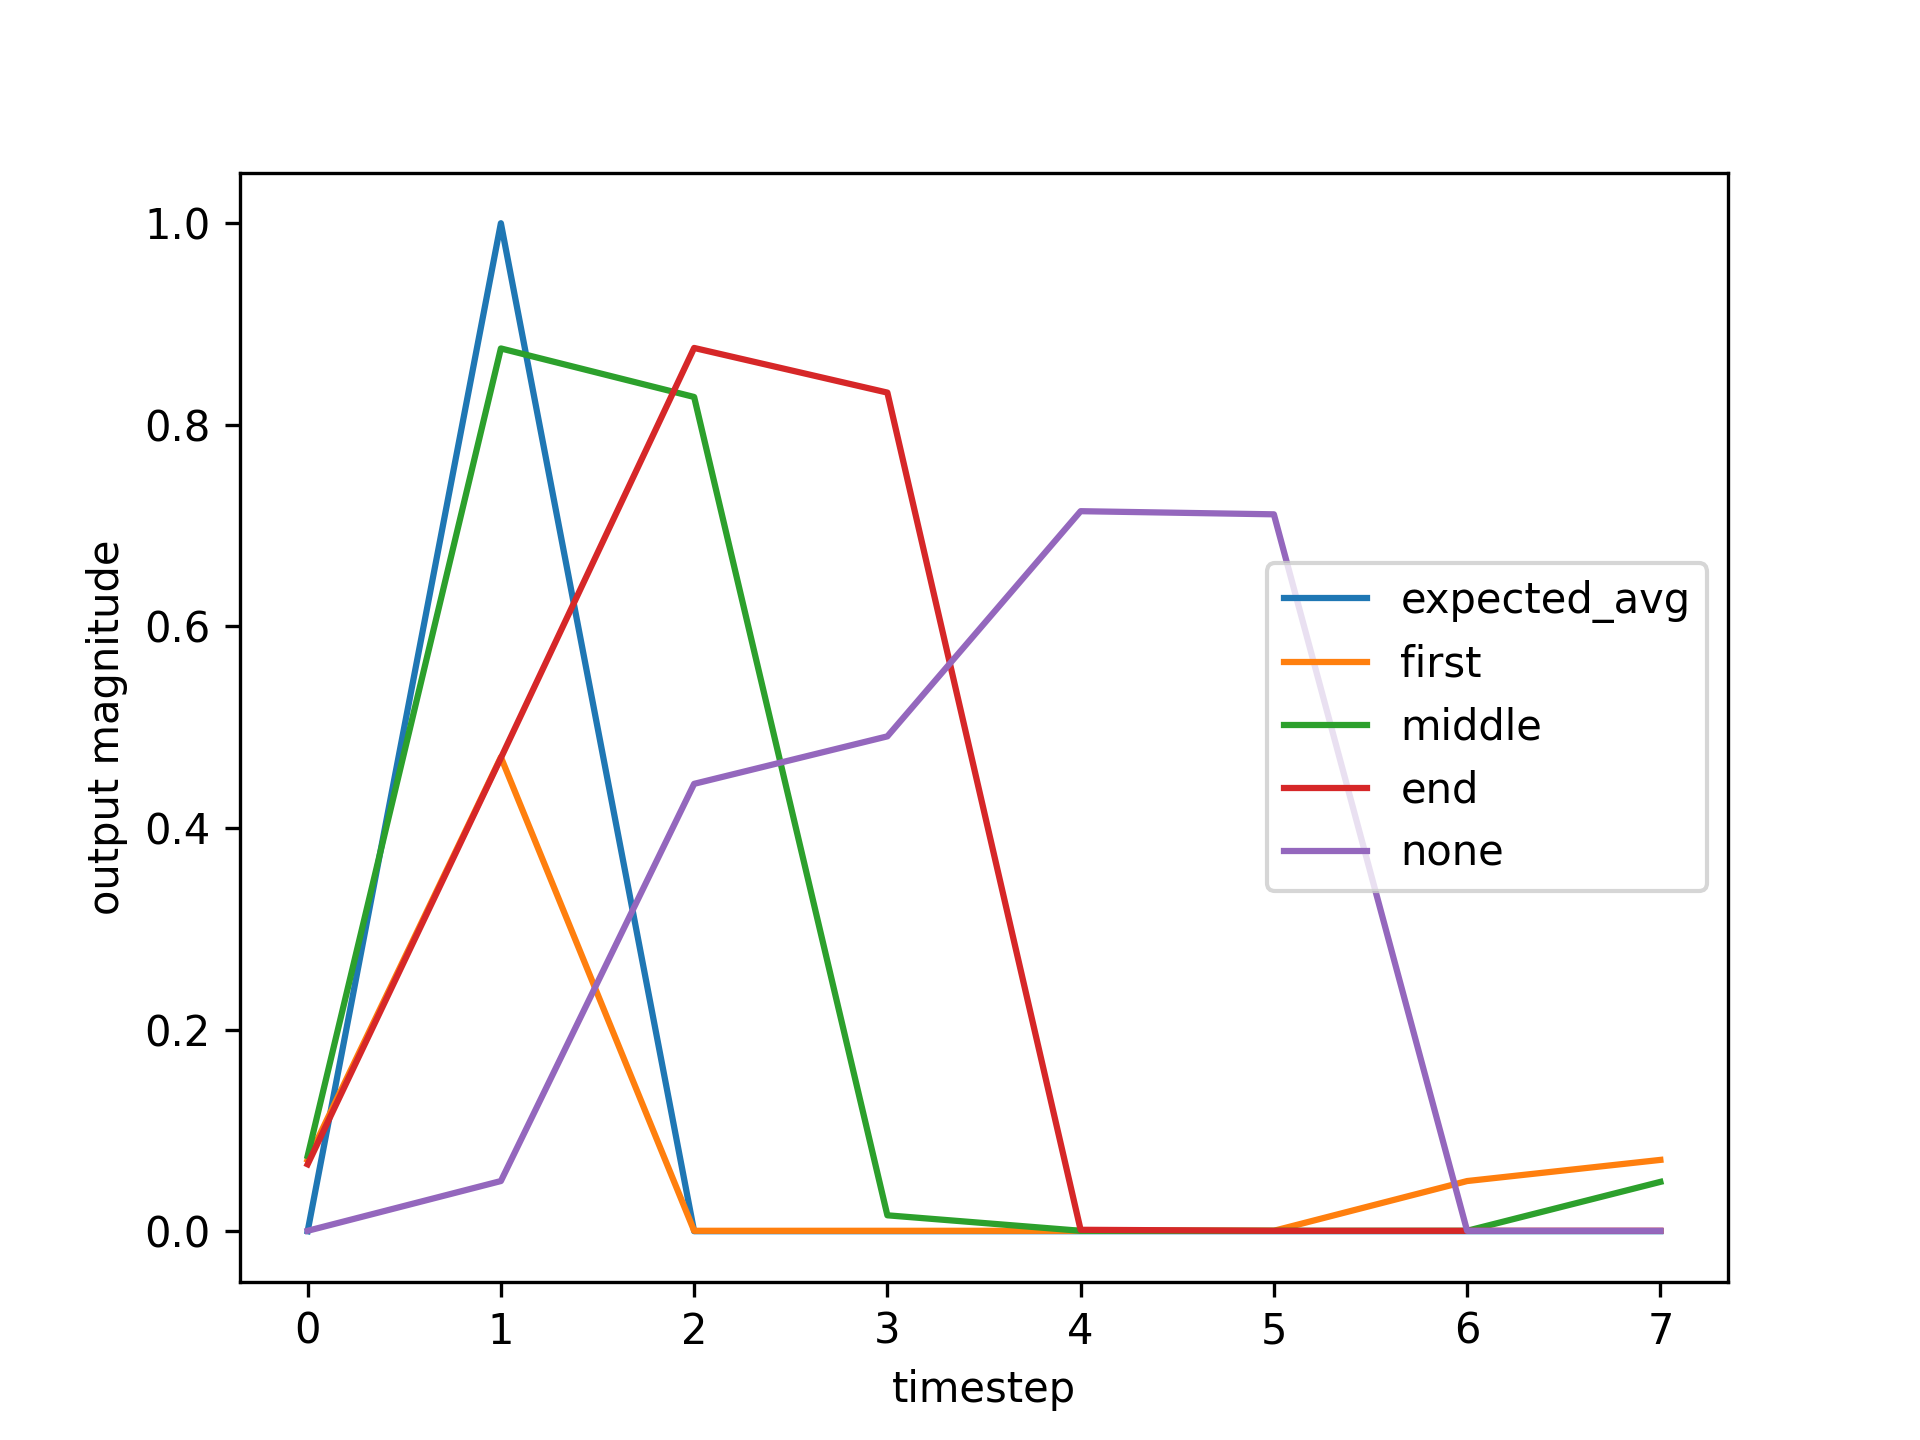 1.0
0.8
0.6
0.4
0.2
0.0
output magnitude
expected_avg
first
middle
end
none
0 1 2 3 4 5 6 7
timestep